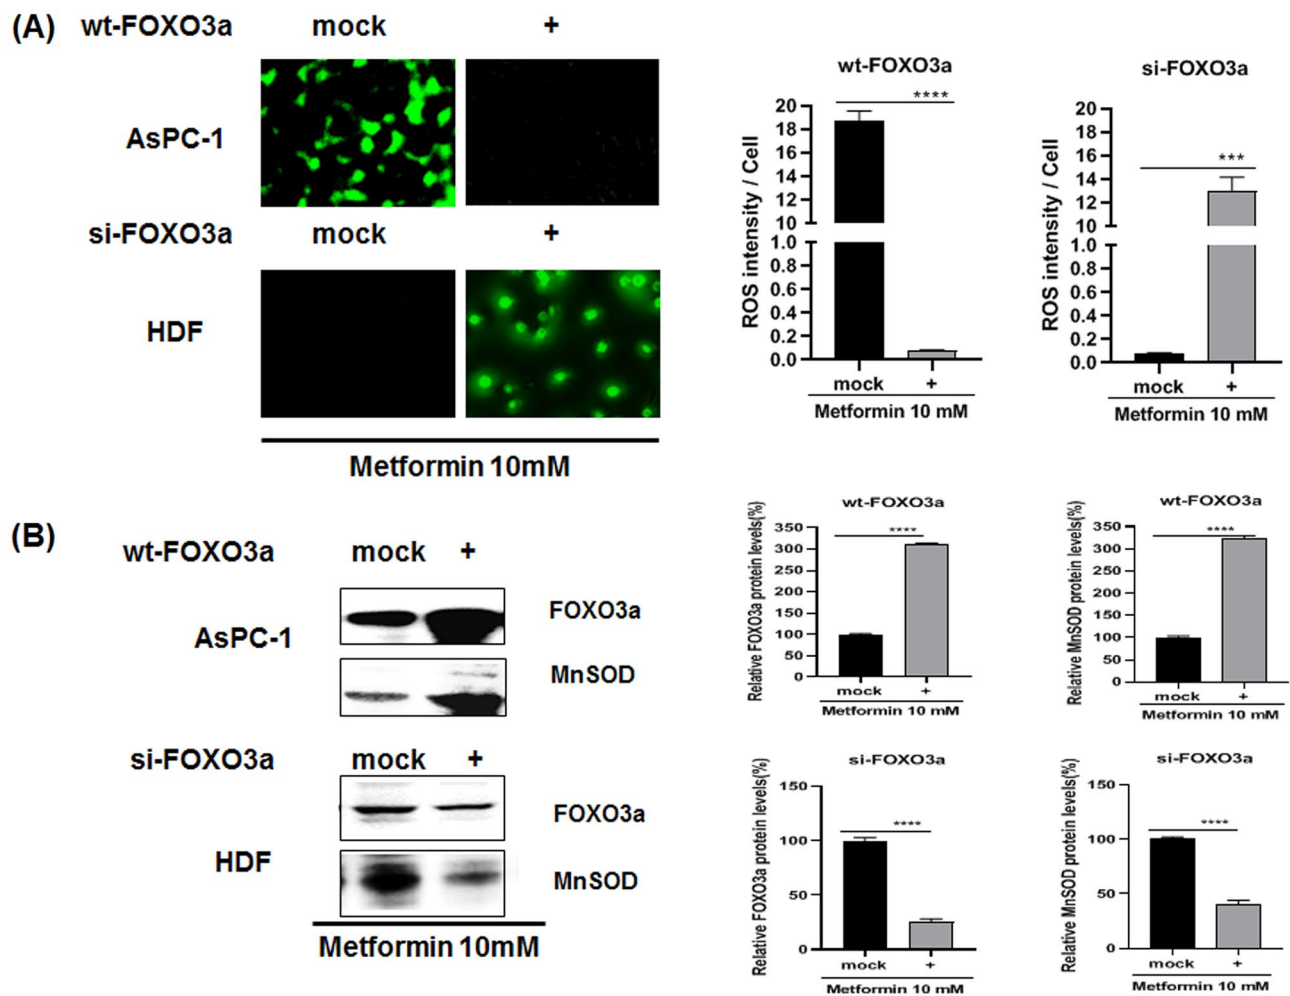 (A) wt-FOXO3a mock +
AsPC-1
si-FOXO3a mock +
HDF
Metformin 10mM
wt-FOXO3a
****
ROS intensity / Cell
20
18
16
14
12
10
1.0
0.8
0.6
0.4
0.2
0.0
mock +
Metformin 10 mM
si-FOXO3a
***
ROS intensity / Cell
20
18
16
14
12
10
1.0
0.8
0.6
0.4
0.2
0.0
mock +
Metformin 10 mM
(B)
wt-FOXO3a mock +
AsPC-1
FOXO3a
MnSOD
si-FOXO3a mock +
HDF
FOXO3a
MnSOD
Metformin 10mM
wt-FOXO3a
****
Relative FOXO3a protein levels(%)
350
300
250
200
150
100
50
0
mock +
Metformin 10 mM
wt-FOXO3a
****
Relative MnSOD protein levels(%)
350
300
250
200
150
100
50
0
mock +
Metformin 10 mM
si-FOXO3a
****
Relative FOXO3a protein levels(%)
150
100
50
0
mock +
Metformin 10 mM
si-FOXO3a
****
Relative MnSOD protein levels(%)
150
100
50
0
mock +
Metformin 10 mM